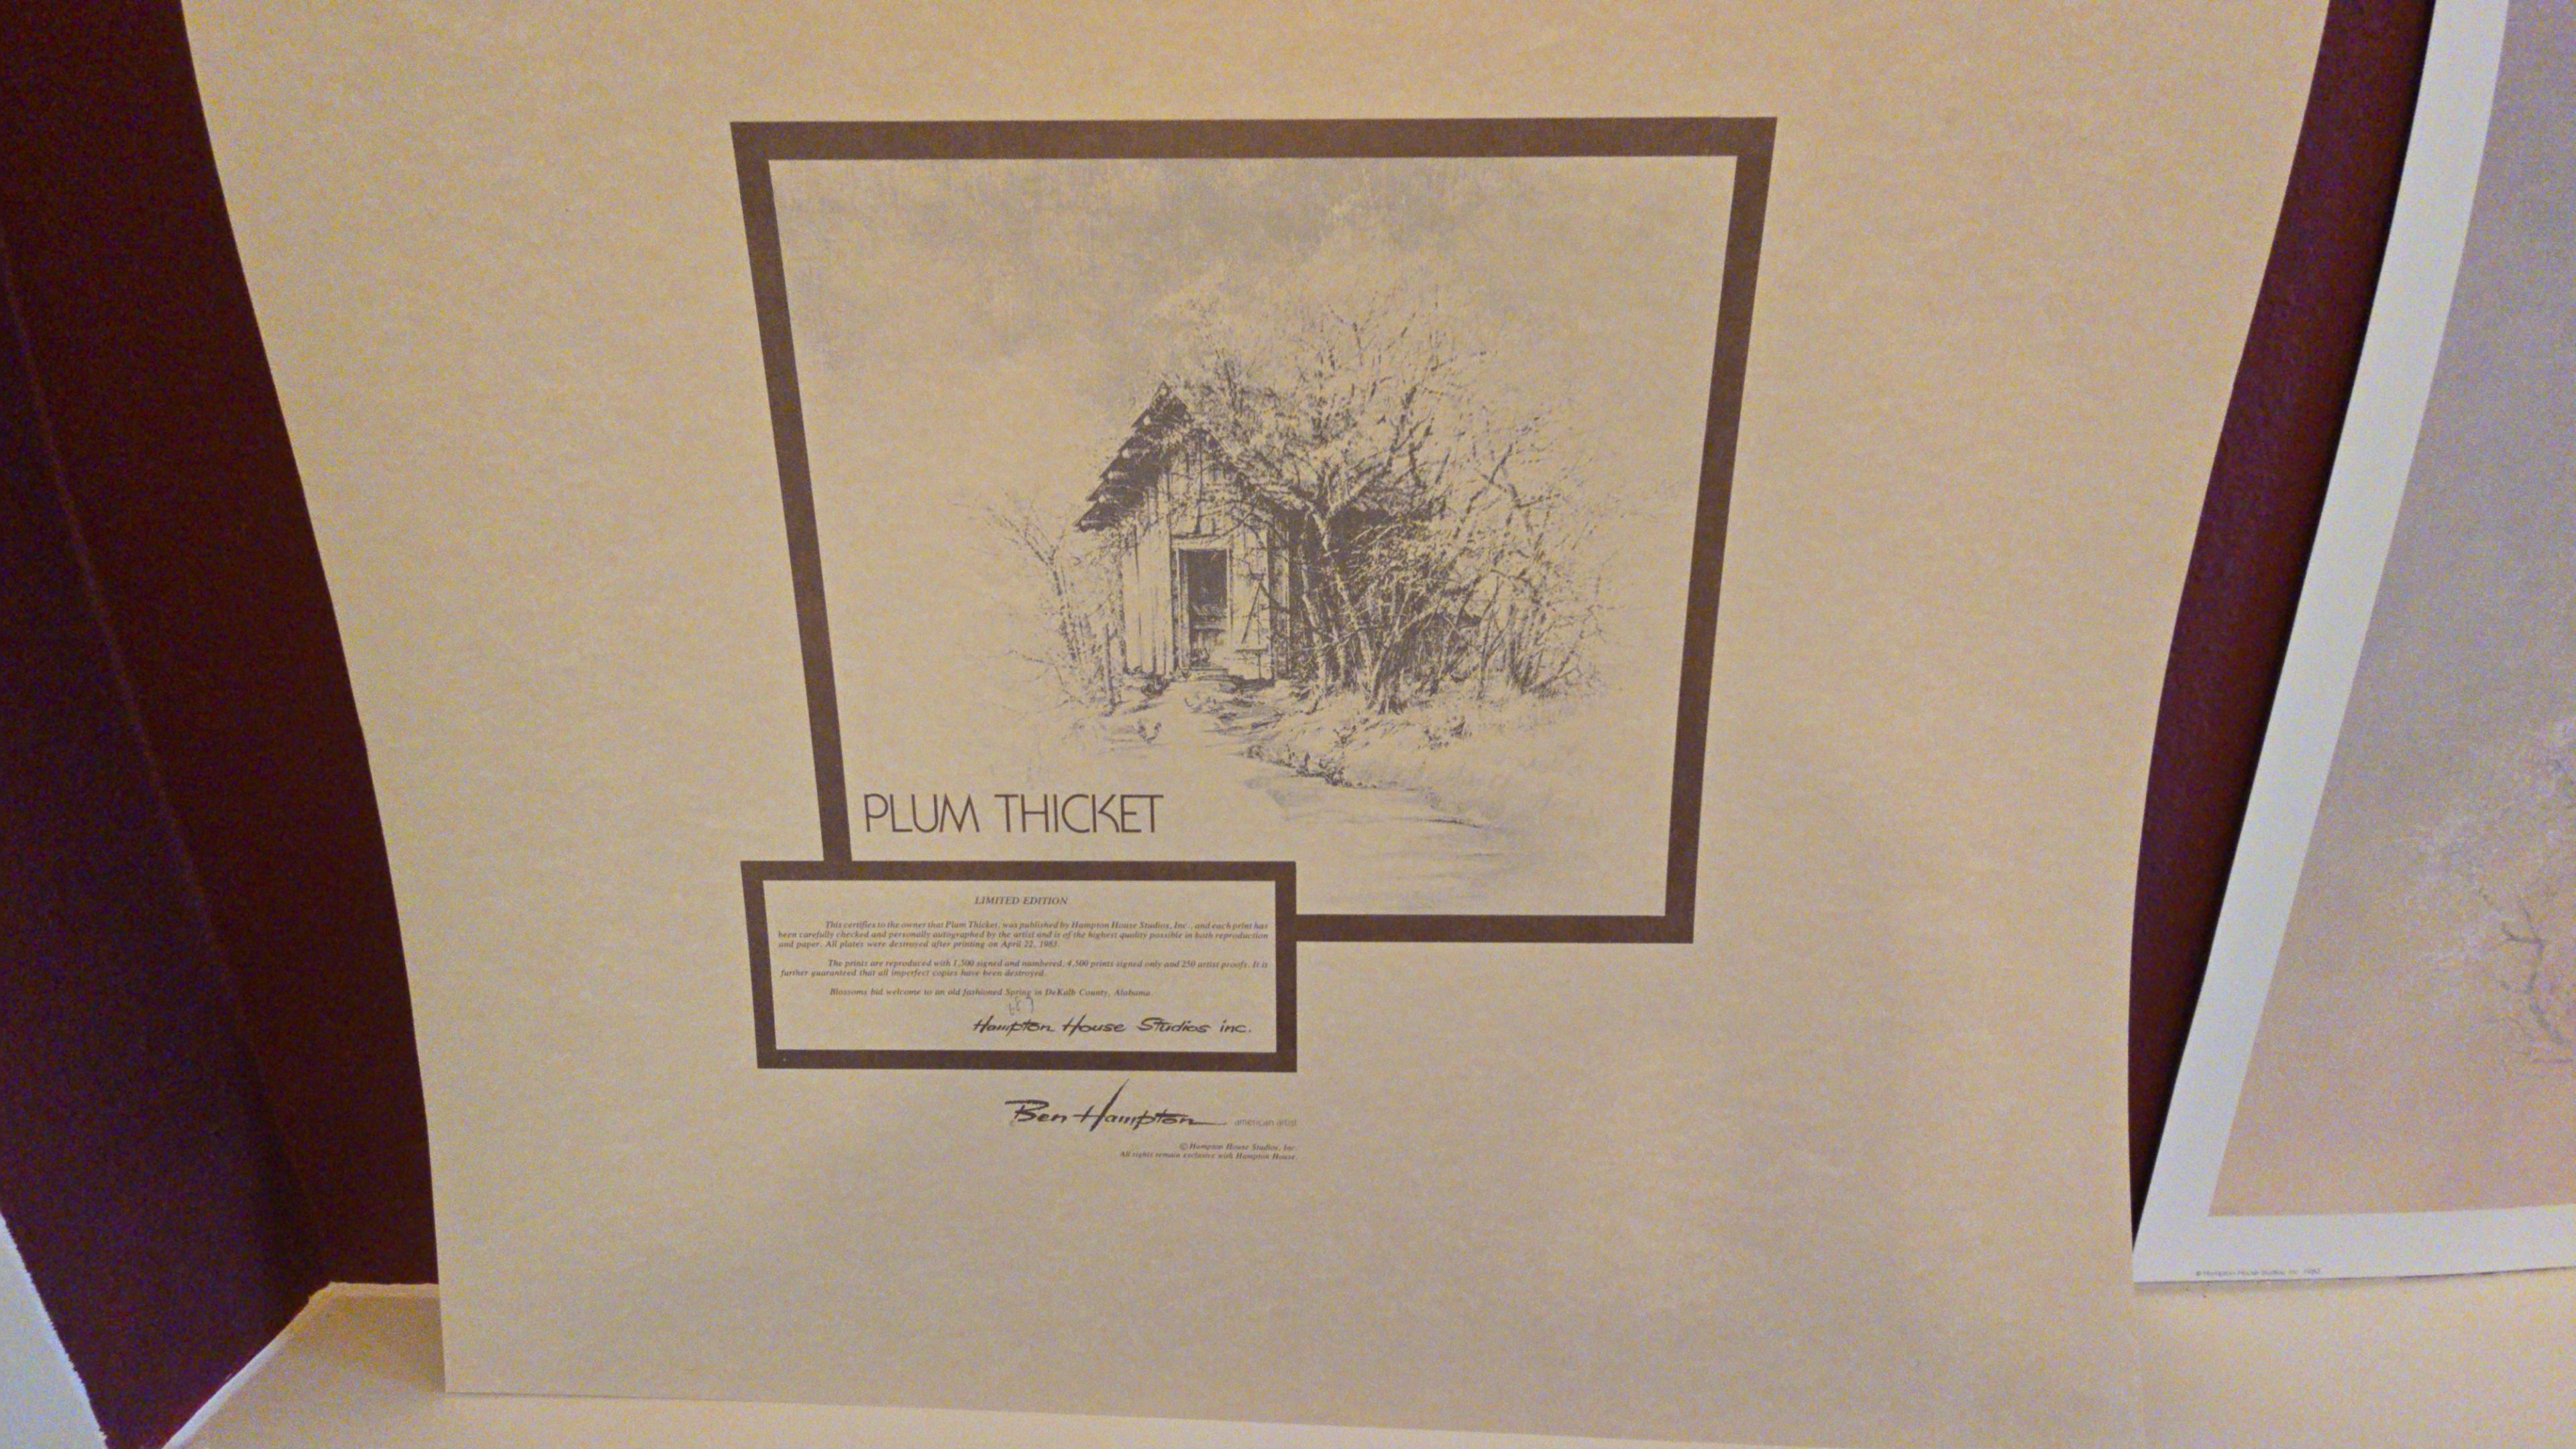 PLUM THICKET
LIMITED EDITION
This certifies to the owner that Plum Thicket, was published by Hampton House Studios, Inc., and each print has
been carefully checked and personally autographed by the artist and is of the highest quality possible in both reproduction
and paper. All plates were destroyed after printing on April 22, 1983.
The prints are reproduced with 1,500 signed and numbered, 4,500 prints signed only and 250 artist proofs. It is
further guaranteed that all imperfect copies have been destroyed.
Blossoms bid welcome to an old fashioned Spring in DeKalb County, Alabama.
Hampton House Studios inc.
Ben Hampton american artist
© Hampton House Studios, Inc.
All rights remain exclusive with Hampton House.
© Hampton House Studios, Inc.